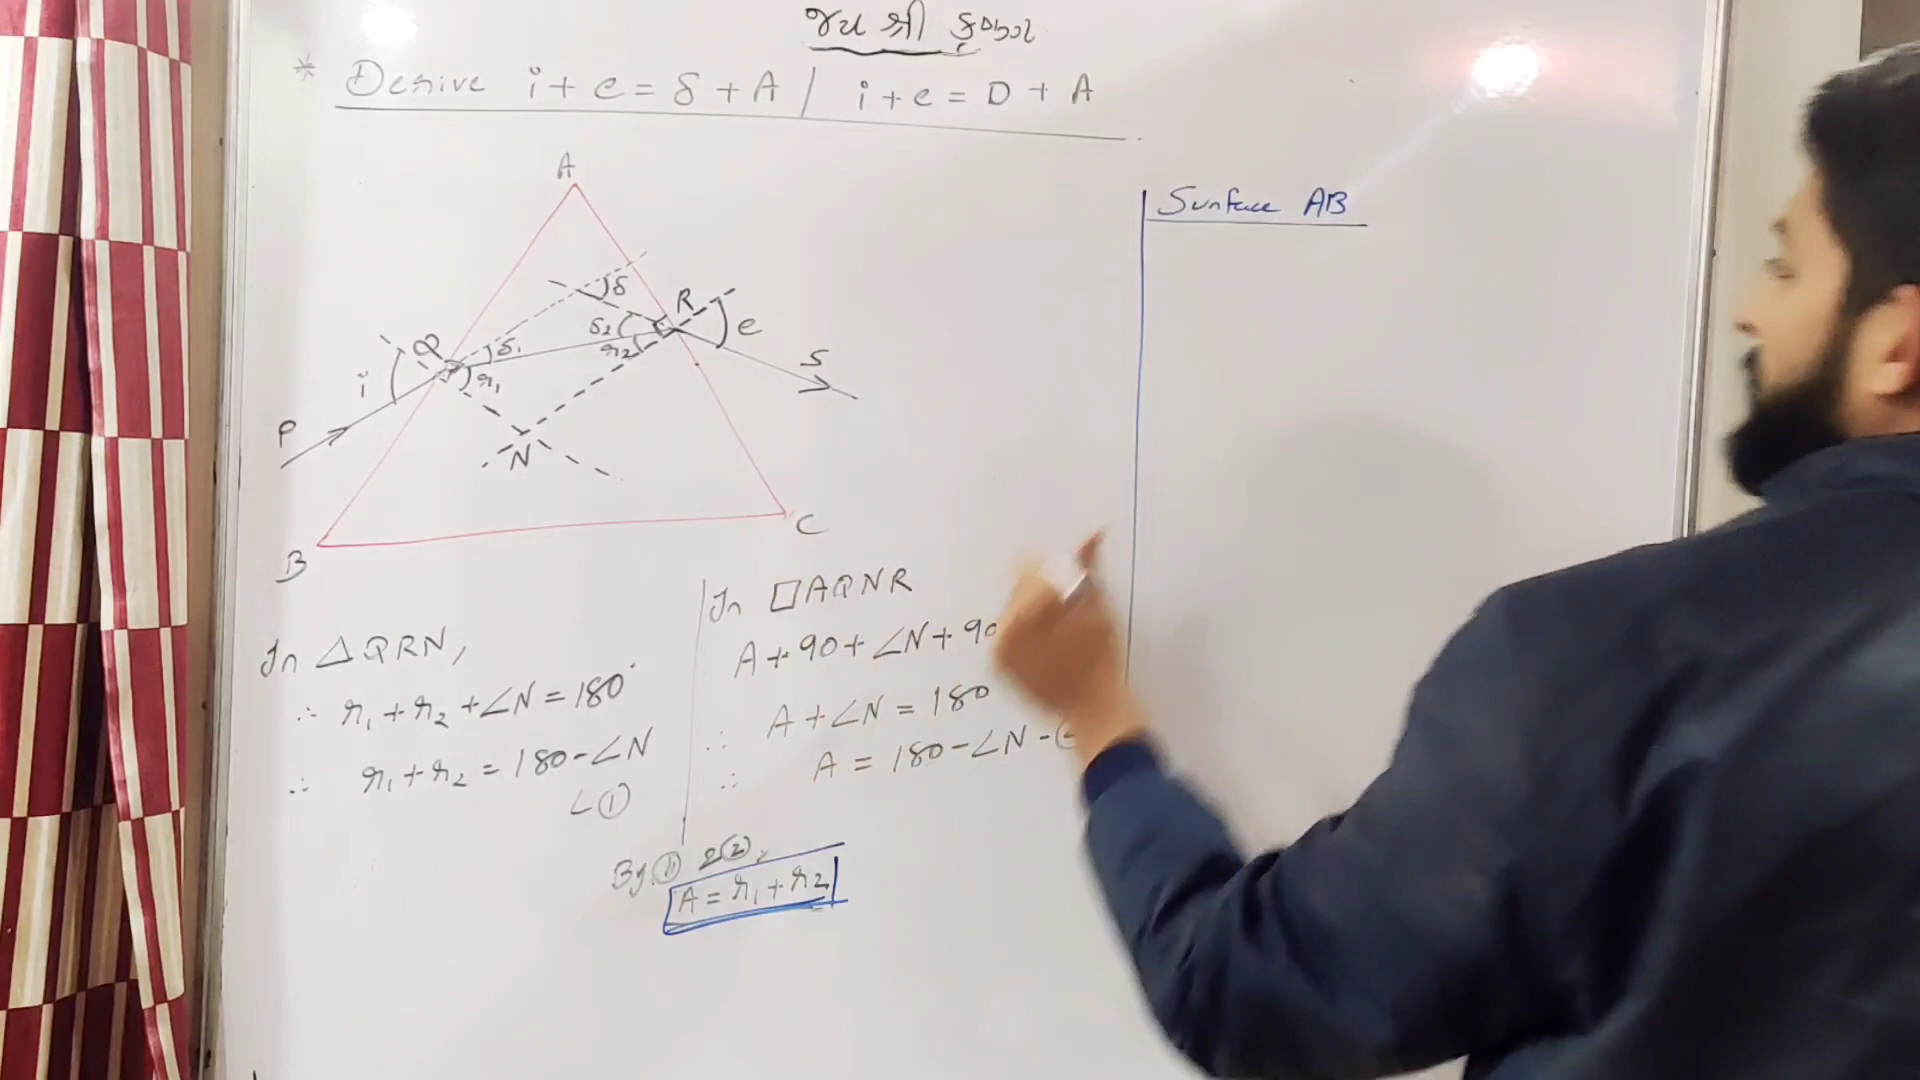 જય શ્રી કૃષ્ણ
* Derive i + e = δ + A / i + e = D + A
A
δ
R
δ₂
e
Q
δ₁
r₂
S
i
r₁
P
N
C
B
In △QRN,
∴ r₁ + r₂ + ∠N = 180°
∴ r₁ + r₂ = 180 - ∠N
∠①
In □AQNR
A + 90 + ∠N + 90
∴ A + ∠N = 180
∴ A = 180 - ∠N -
By ① & ②,
A = r₁ + r₂
Surface AB